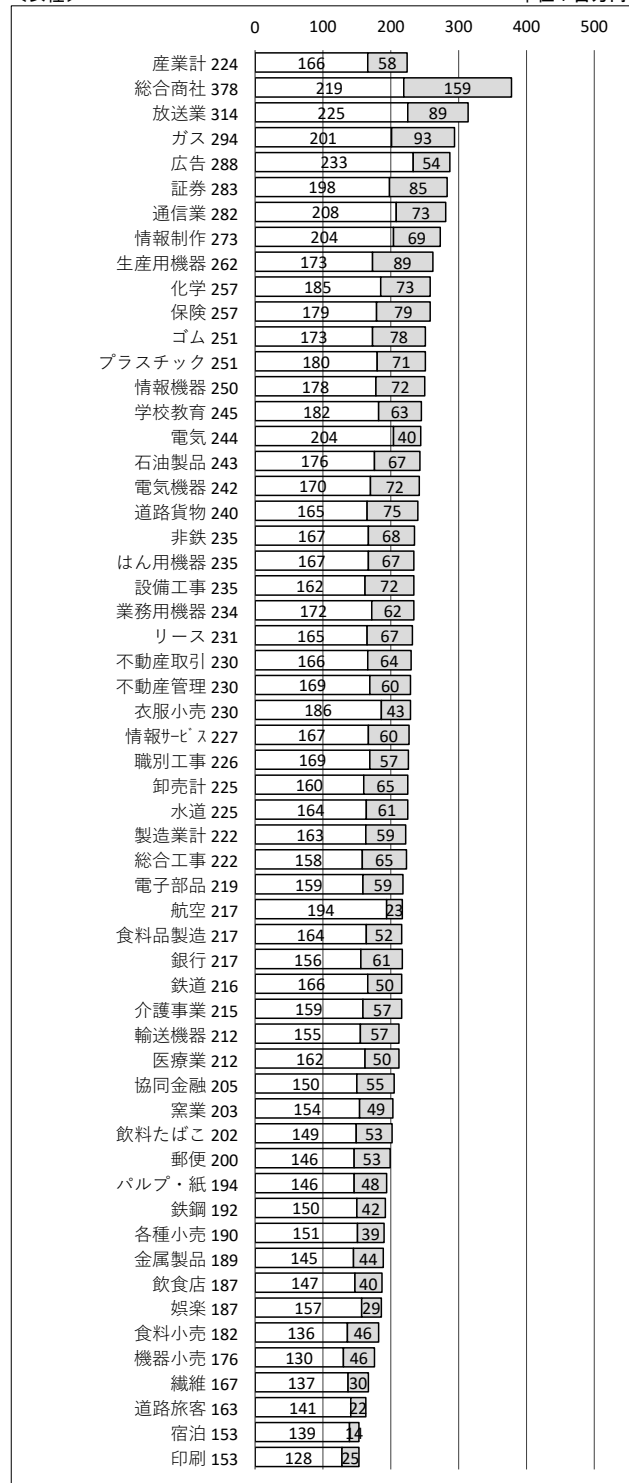 0 100 200 300 400 500
産業計 224 166 58
総合商社 378 219 159
放送業 314 225 89
ガス 294 201 93
広告 288 233 54
証券 283 198 85
通信業 282 208 73
情報制作 273 204 69
生産用機器 262 173 89
化学 257 185 73
保険 257 179 79
ゴム 251 173 78
プラスチック 251 180 71
情報機器 250 178 72
学校教育 245 182 63
電気 244 204 40
石油製品 243 176 67
電気機器 242 170 72
道路貨物 240 165 75
非鉄 235 167 68
はん用機器 235 167 67
設備工事 235 162 72
業務用機器 234 172 62
リース 231 165 67
不動産取引 230 166 64
不動産管理 230 169 60
衣服小売 230 186 43
情報ｻｰﾋﾞｽ 227 167 60
職別工事 226 169 57
卸売計 225 160 65
水道 225 164 61
製造業計 222 163 59
総合工事 222 158 65
電子部品 219 159 59
航空 217 194 23
食料品製造 217 164 52
銀行 217 156 61
鉄道 216 166 50
介護事業 215 159 57
輸送機器 212 155 57
医療業 212 162 50
協同金融 205 150 55
窯業 203 154 49
飲料たばこ 202 149 53
郵便 200 146 53
パルプ・紙 194 146 48
鉄鋼 192 150 42
各種小売 190 151 39
金属製品 189 145 44
飲食店 187 147 40
娯楽 187 157 29
食料小売 182 136 46
機器小売 176 130 46
繊維 167 137 30
道路旅客 163 141 22
宿泊 153 139 14
印刷 153 128 25